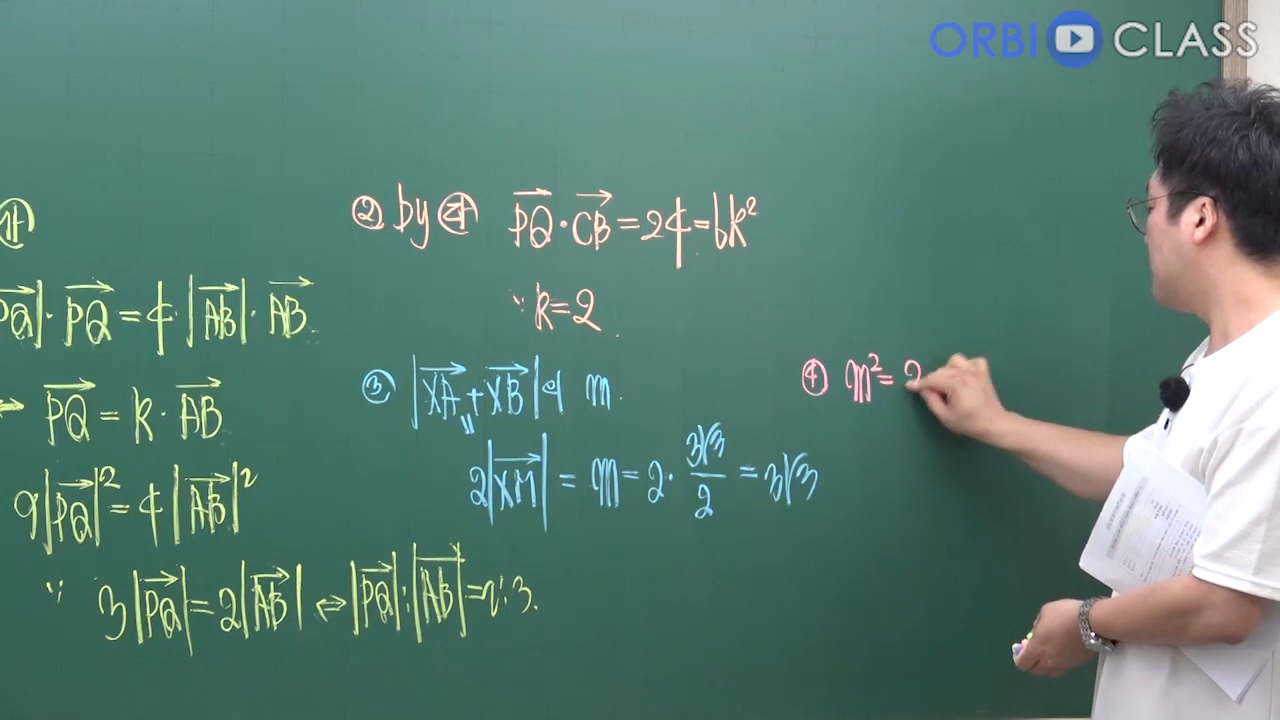 ORBI CLASS
①
PQ|·PQ = 4·|AB|·AB.
PQ = k·AB
9|PQ|² = 4|AB|²
∵ 3|PQ| = 2|AB| ⇔ |PQ| : |AB| = 2 : 3.
② by ㉣ PQ·CB = 24 = 6k²
∵ k = 2.
③ |XA + XB|의 m.
2|XM| = m = 2·3√3/2 = 3√3
④ m² = 2